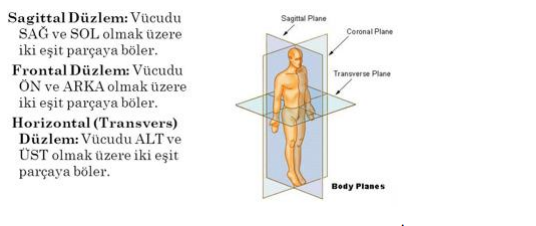 Sagittal Düzlem: Vücudu
SAĞ ve SOL olmak üzere
iki eşit parçaya böler.
Frontal Düzlem: Vücudu
ÖN ve ARKA olmak üzere
iki eşit parçaya böler.
Horizontal (Transvers)
Düzlem: Vücudu ALT ve
ÜST olmak üzere iki eşit
parçaya böler.
Sagittal Plane
Coronal Plane
Transverse Plane
Body Planes